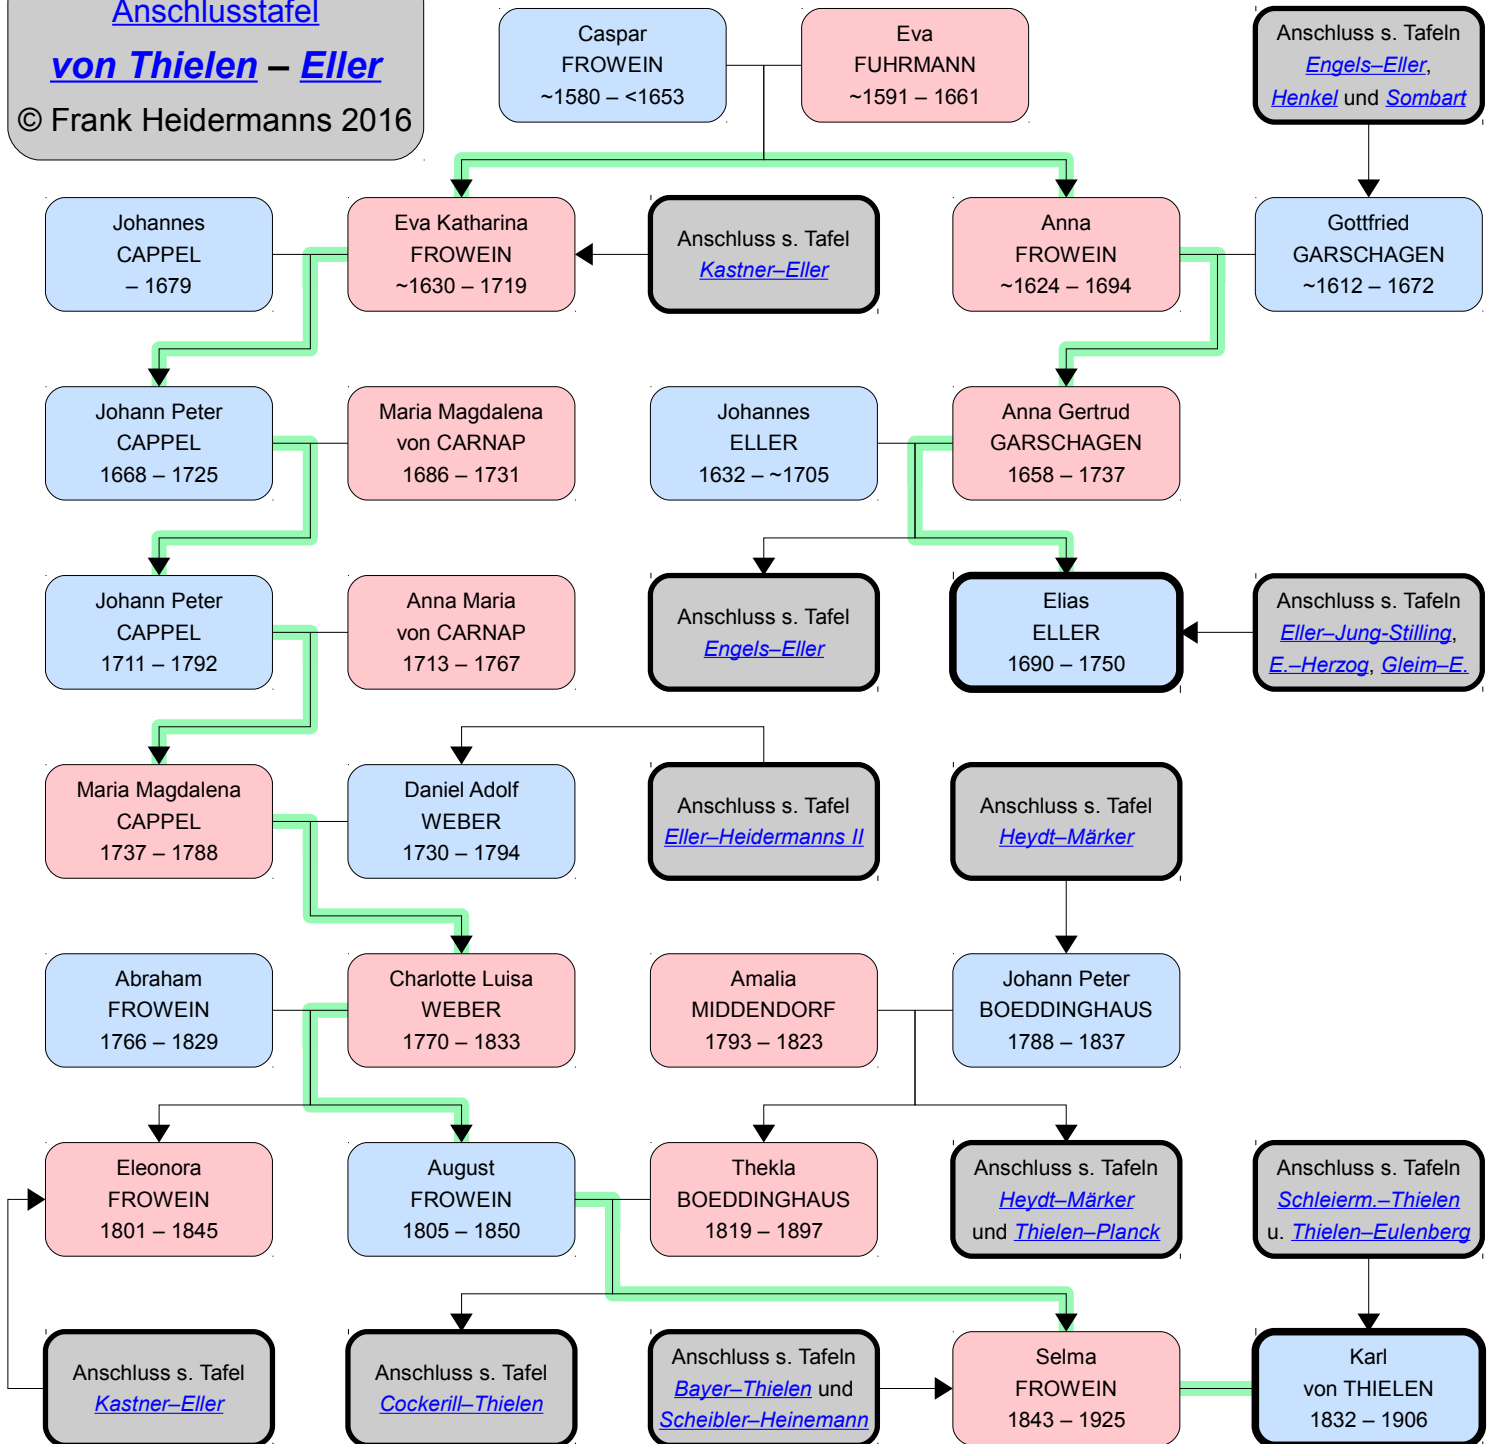 Anschlusstafel
von Thielen – Eller
© Frank Heidermanns 2016
Caspar
FROWEIN
~1580 – <1653
Eva
FUHRMANN
~1591 – 1661
Anschluss s. Tafeln
Engels–Eller,
Henkel und Sombart
Johannes
CAPPEL
– 1679
Eva Katharina
FROWEIN
~1630 – 1719
Anschluss s. Tafel
Kastner–Eller
Anna
FROWEIN
~1624 – 1694
Gottfried
GARSCHAGEN
~1612 – 1672
Johann Peter
CAPPEL
1668 – 1725
Maria Magdalena
von CARNAP
1686 – 1731
Johannes
ELLER
1632 – ~1705
Anna Gertrud
GARSCHAGEN
1658 – 1737
Johann Peter
CAPPEL
1711 – 1792
Anna Maria
von CARNAP
1713 – 1767
Anschluss s. Tafel
Engels–Eller
Elias
ELLER
1690 – 1750
Anschluss s. Tafeln
Eller–Jung-Stilling,
E.–Herzog, Gleim–E.
Maria Magdalena
CAPPEL
1737 – 1788
Daniel Adolf
WEBER
1730 – 1794
Anschluss s. Tafel
Eller–Heidermanns II
Anschluss s. Tafel
Heydt–Märker
Abraham
FROWEIN
1766 – 1829
Charlotte Luisa
WEBER
1770 – 1833
Amalia
MIDDENDORF
1793 – 1823
Johann Peter
BOEDDINGHAUS
1788 – 1837
Eleonora
FROWEIN
1801 – 1845
August
FROWEIN
1805 – 1850
Thekla
BOEDDINGHAUS
1819 – 1897
Anschluss s. Tafeln
Heydt–Märker
und Thielen–Planck
Anschluss s. Tafeln
Schleierm.–Thielen
u. Thielen–Eulenberg
Anschluss s. Tafel
Kastner–Eller
Anschluss s. Tafel
Cockerill–Thielen
Anschluss s. Tafeln
Bayer–Thielen und
Scheibler–Heinemann
Selma
FROWEIN
1843 – 1925
Karl
von THIELEN
1832 – 1906